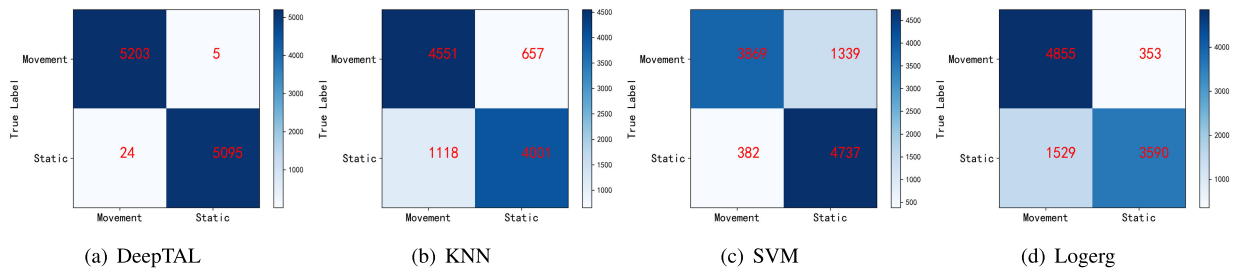 True Label
Movement
Static
5203
5
24
5095
Movement
Static
5000
4000
3000
2000
1000
(a) DeepTAL
True Label
Movement
Static
4551
657
1118
4001
Movement
Static
4500
4000
3500
3000
2500
2000
1500
1000
(b) KNN
True Label
Movement
Static
3869
1339
382
4737
Movement
Static
4500
4000
3500
3000
2500
2000
1500
1000
500
(c) SVM
True Label
Movement
Static
4855
353
1529
3590
Movement
Static
4000
3000
2000
1000
(d) Logerg